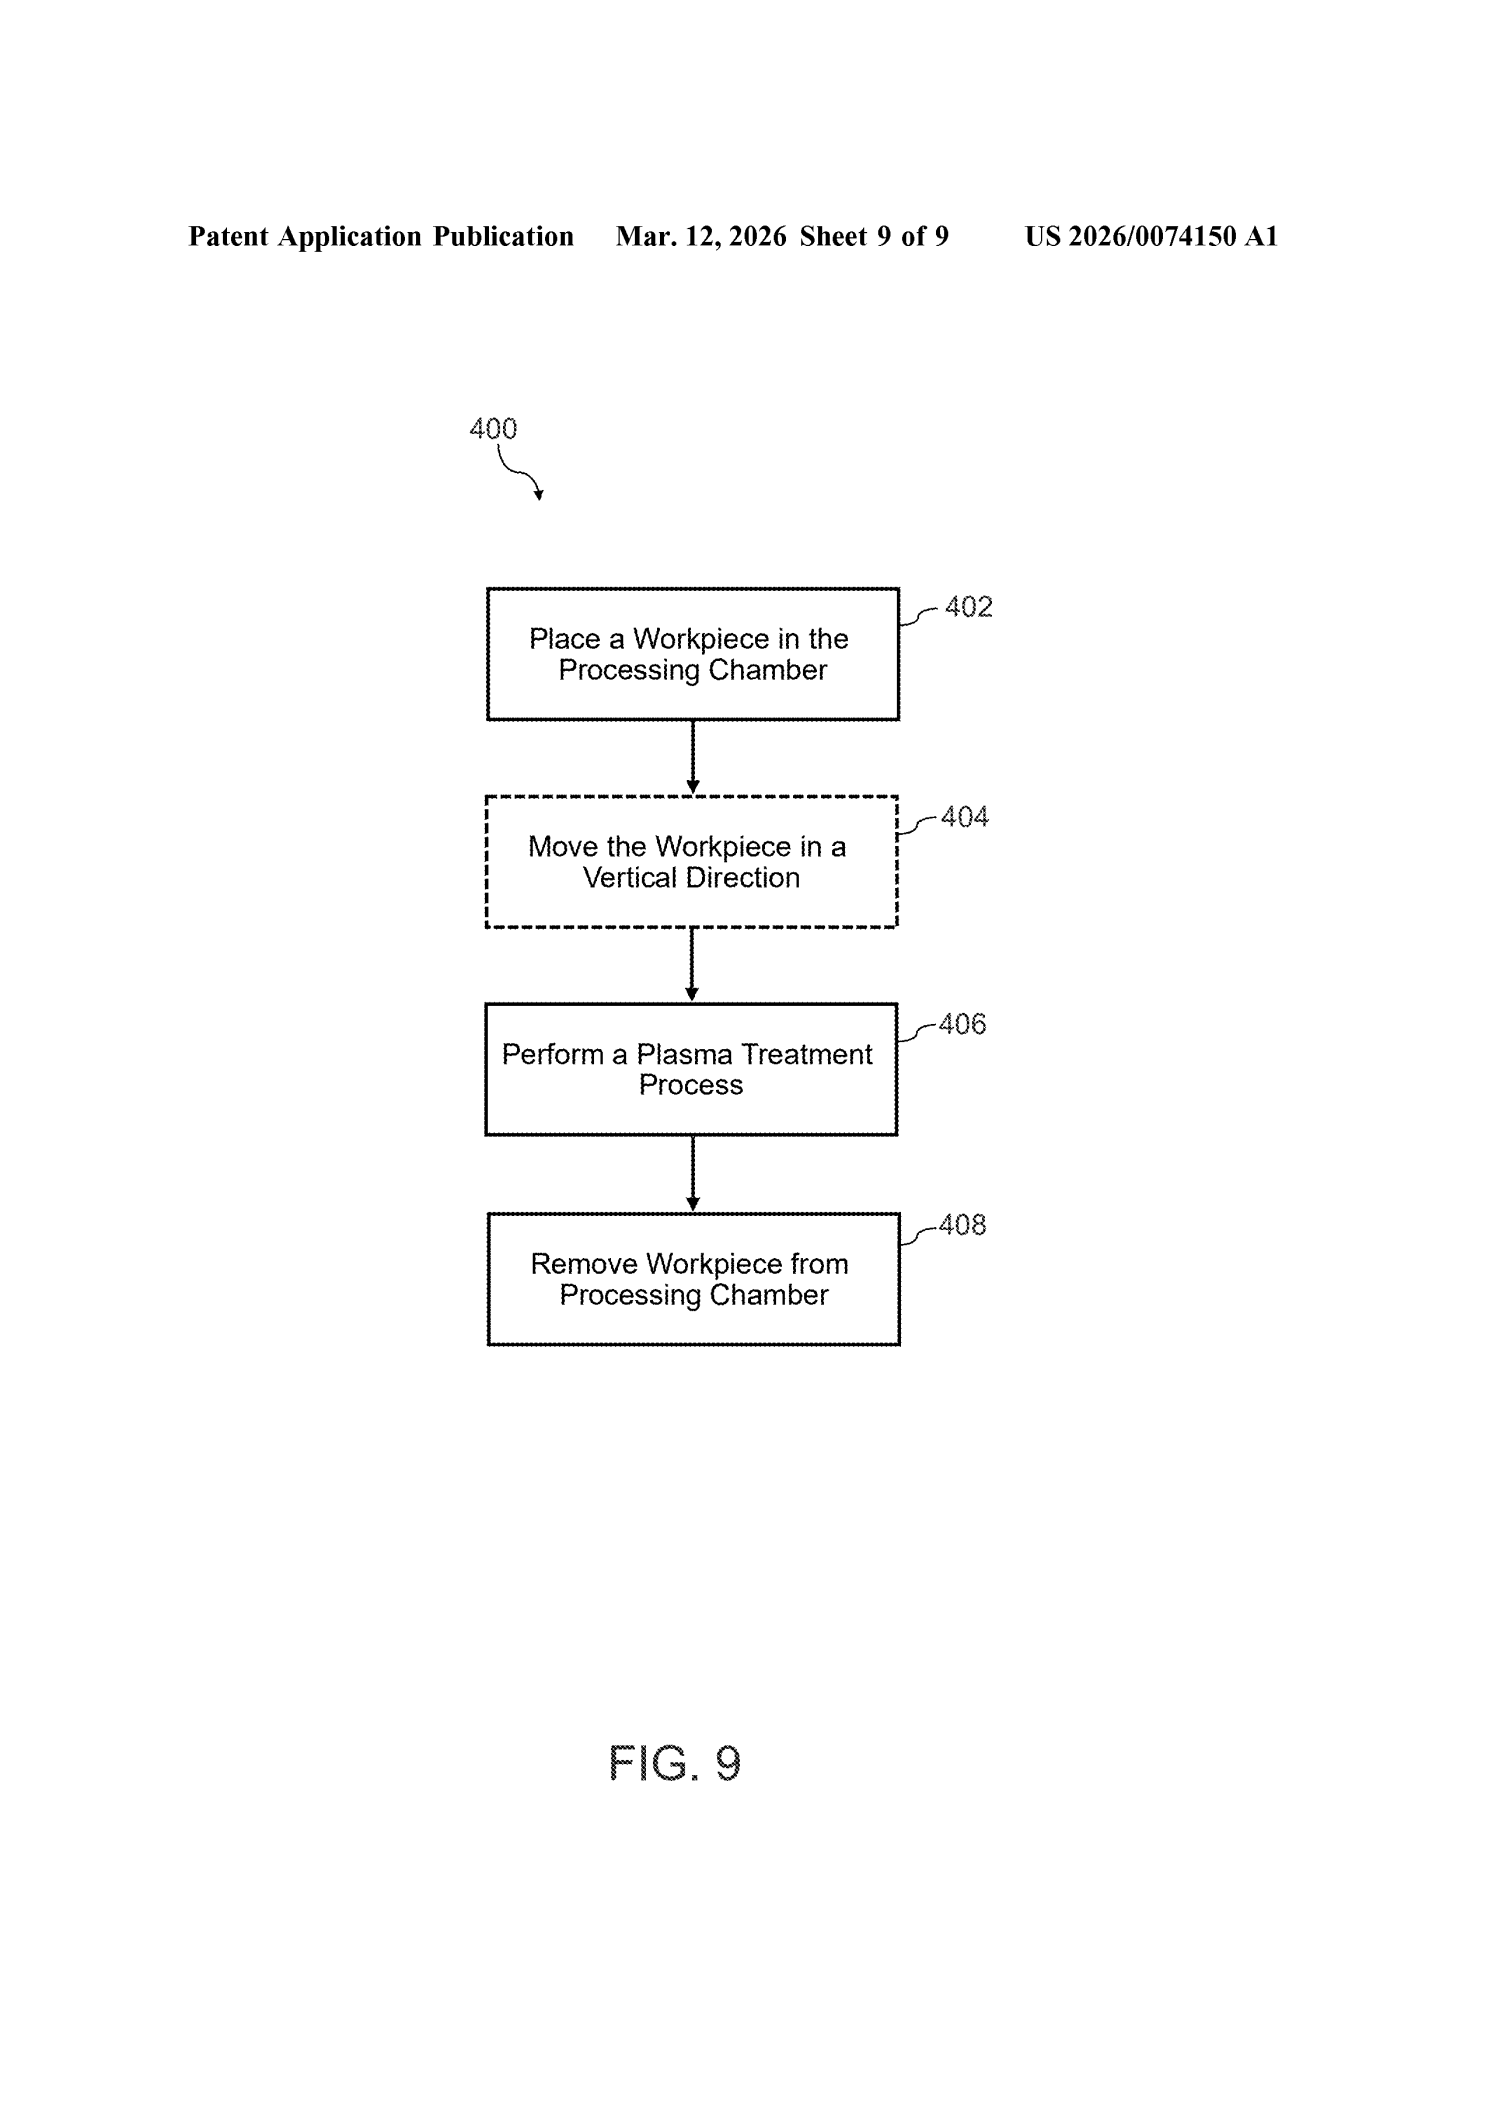 Patent Application Publication Mar. 12, 2026 Sheet 9 of 9 US 2026/0074150 A1
400
402
Place a Workpiece in the
Processing Chamber
404
Move the Workpiece in a
Vertical Direction
406
Perform a Plasma Treatment
Process
408
Remove Workpiece from
Processing Chamber
FIG. 9